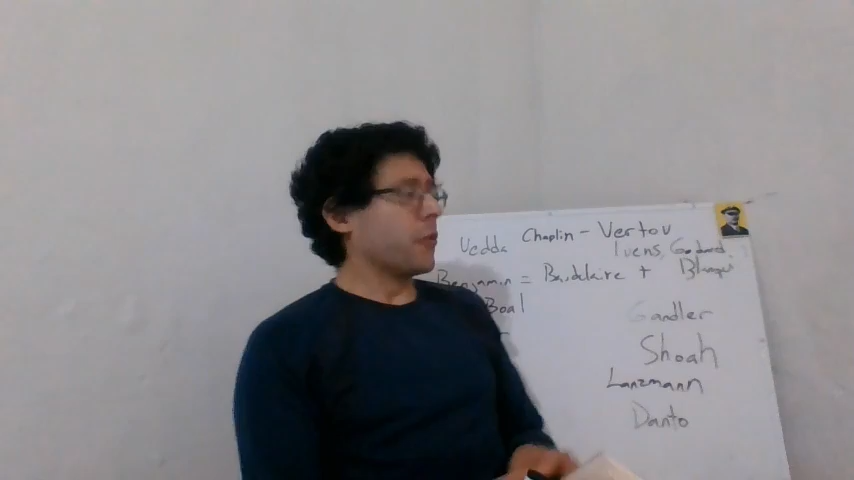 Vedda Chaplin - Vertov
Ivens, Godard
Benjamin = Baudelaire + Blanqui
Boal
Gandler
Shoah
Lanzmann
Danto